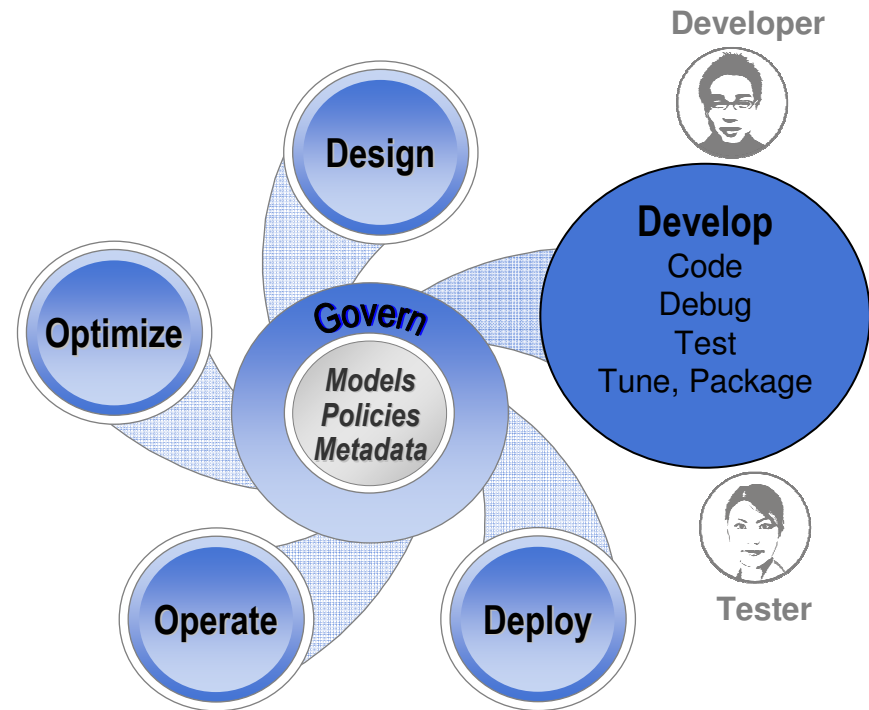 Developer
Design
Develop
Code
Debug
Test
Tune, Package
Optimize
Govern
Models
Policies
Metadata
Operate
Deploy
Tester